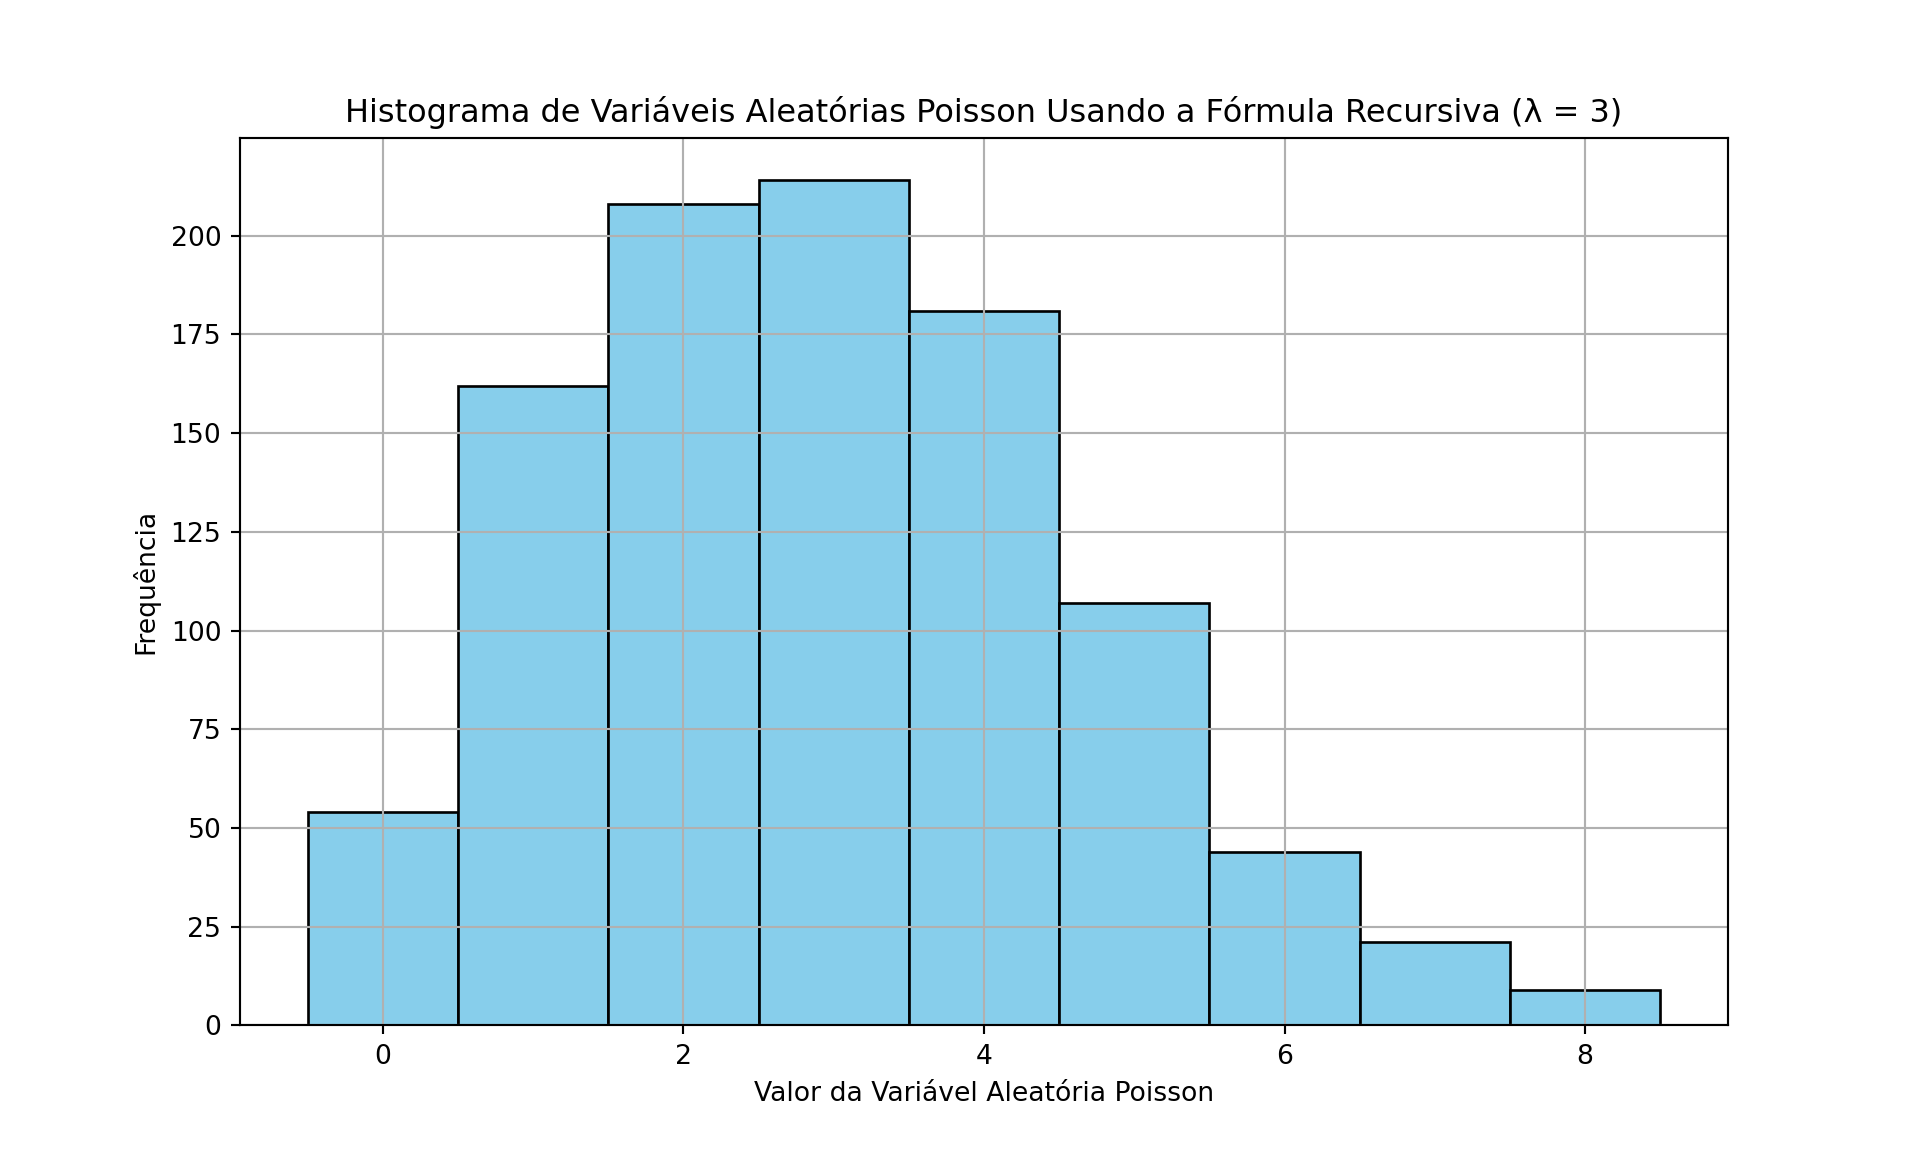 Histograma de Variáveis Aleatórias Poisson Usando a Fórmula Recursiva (λ = 3)
Frequência
200
175
150
125
100
75
50
25
0
0 2 4 6 8
Valor da Variável Aleatória Poisson